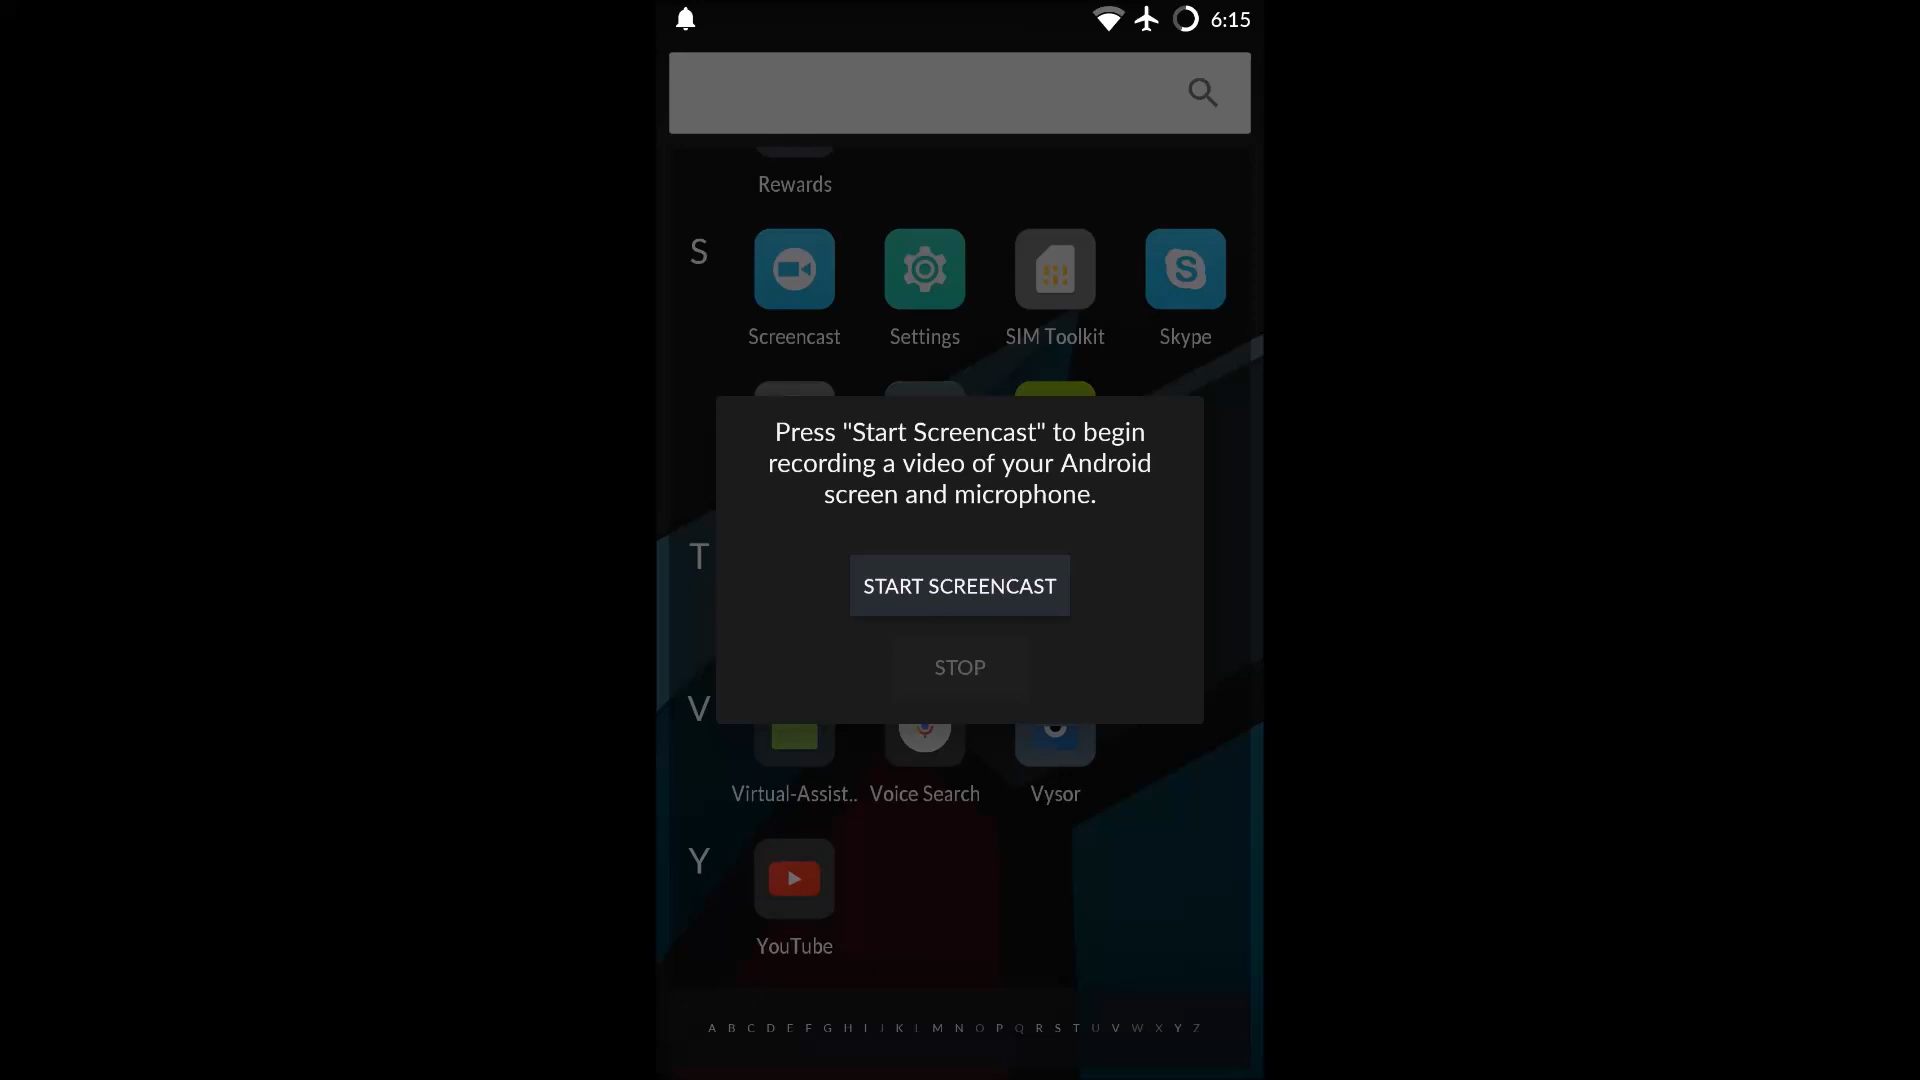 6:15
Rewards
S
Screencast Settings SIM Toolkit Skype
Press "Start Screencast" to begin
recording a video of your Android
screen and microphone.
T
START SCREENCAST
STOP
V
Virtual-Assist.. Voice Search Vysor
Y
YouTube
A B C D E F G H I J K L M N O P Q R S T U V W X Y Z